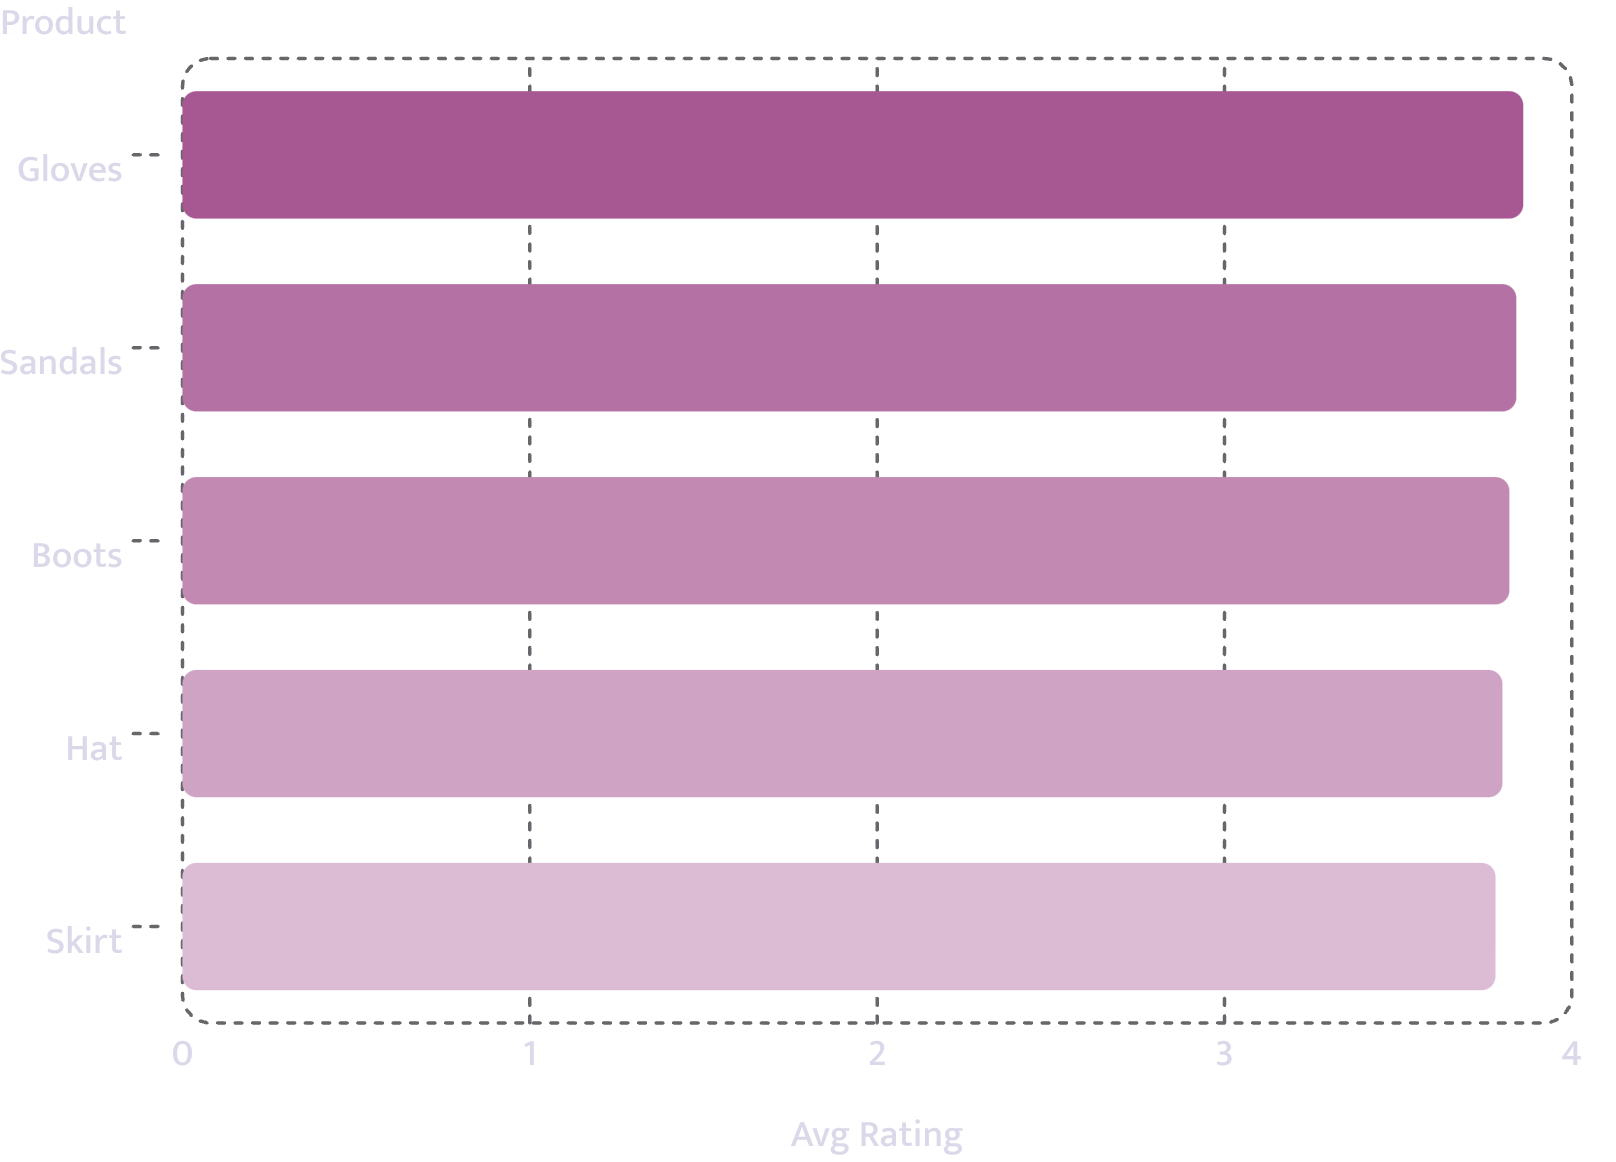 Product
Gloves
Sandals
Boots
Hat
Skirt
0 1 2 3 4
Avg Rating